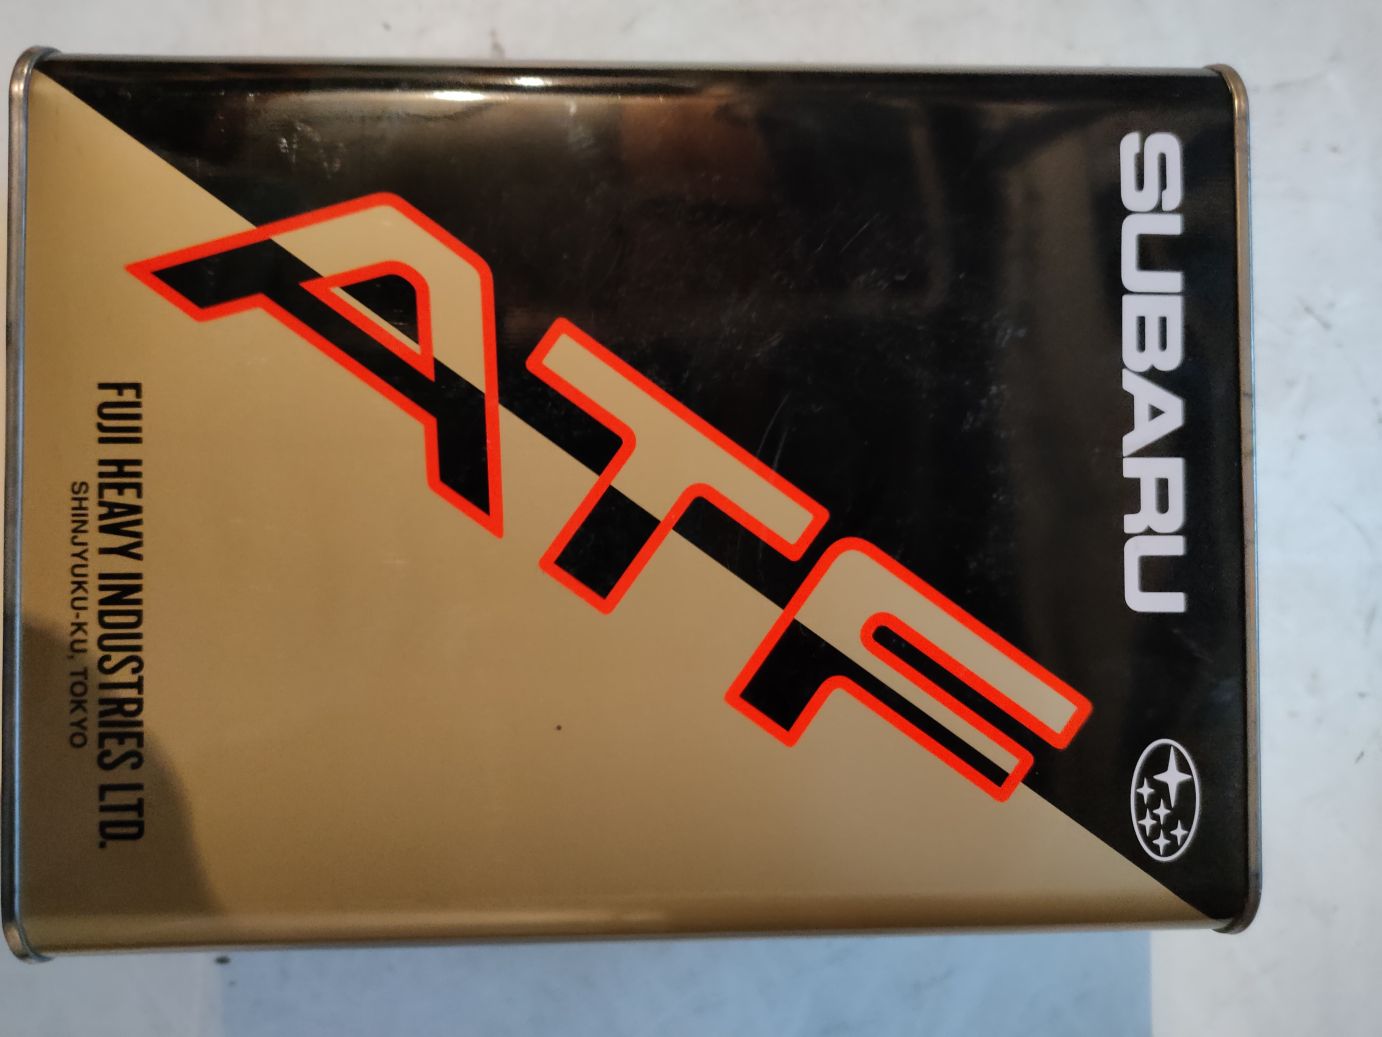 SUBARU
ATF
FUJI HEAVY INDUSTRIES LTD.
SHINJYUKU-KU, TOKYO